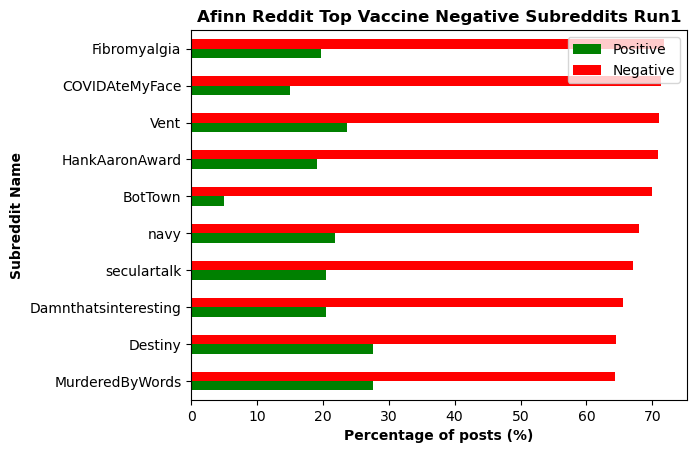 Afinn Reddit Top Vaccine Negative Subreddits Run1
Positive
Negative
Subreddit Name
Fibromyalgia
COVIDAteMyFace
Vent
HankAaronAward
BotTown
navy
seculartalk
Damnthatsinteresting
Destiny
MurderedByWords
0 10 20 30 40 50 60 70
Percentage of posts (%)